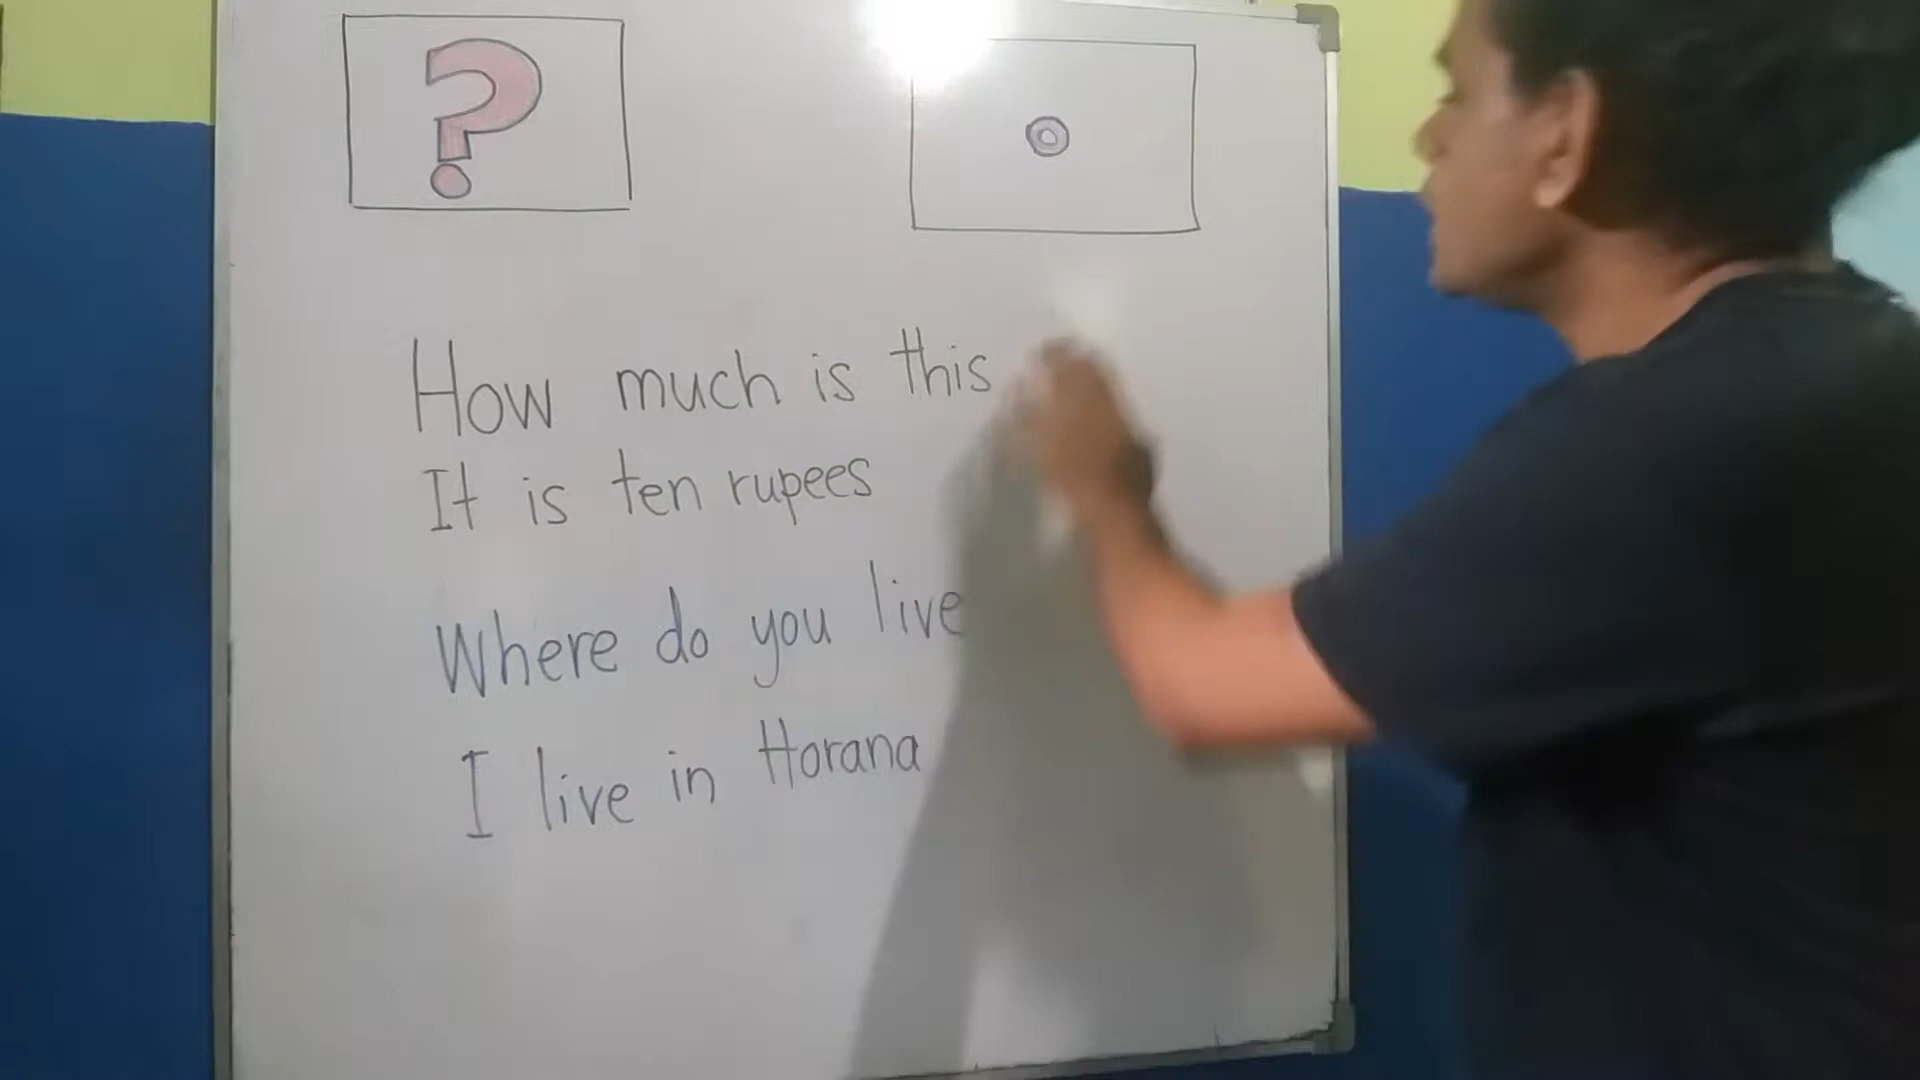 ?
How much is this
It is ten rupees
Where do you live
I live in Horana